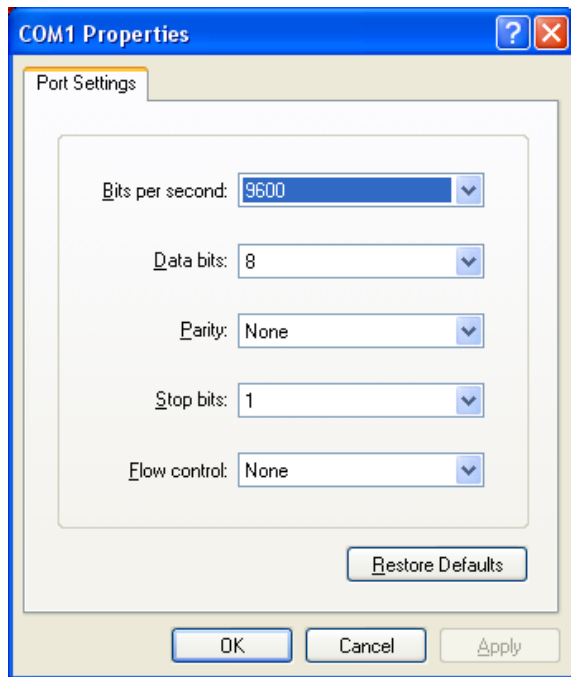 COM1 Properties
Port Settings
Bits per second: 9600
Data bits: 8
Parity: None
Stop bits: 1
Flow control: None
Restore Defaults
OK Cancel Apply